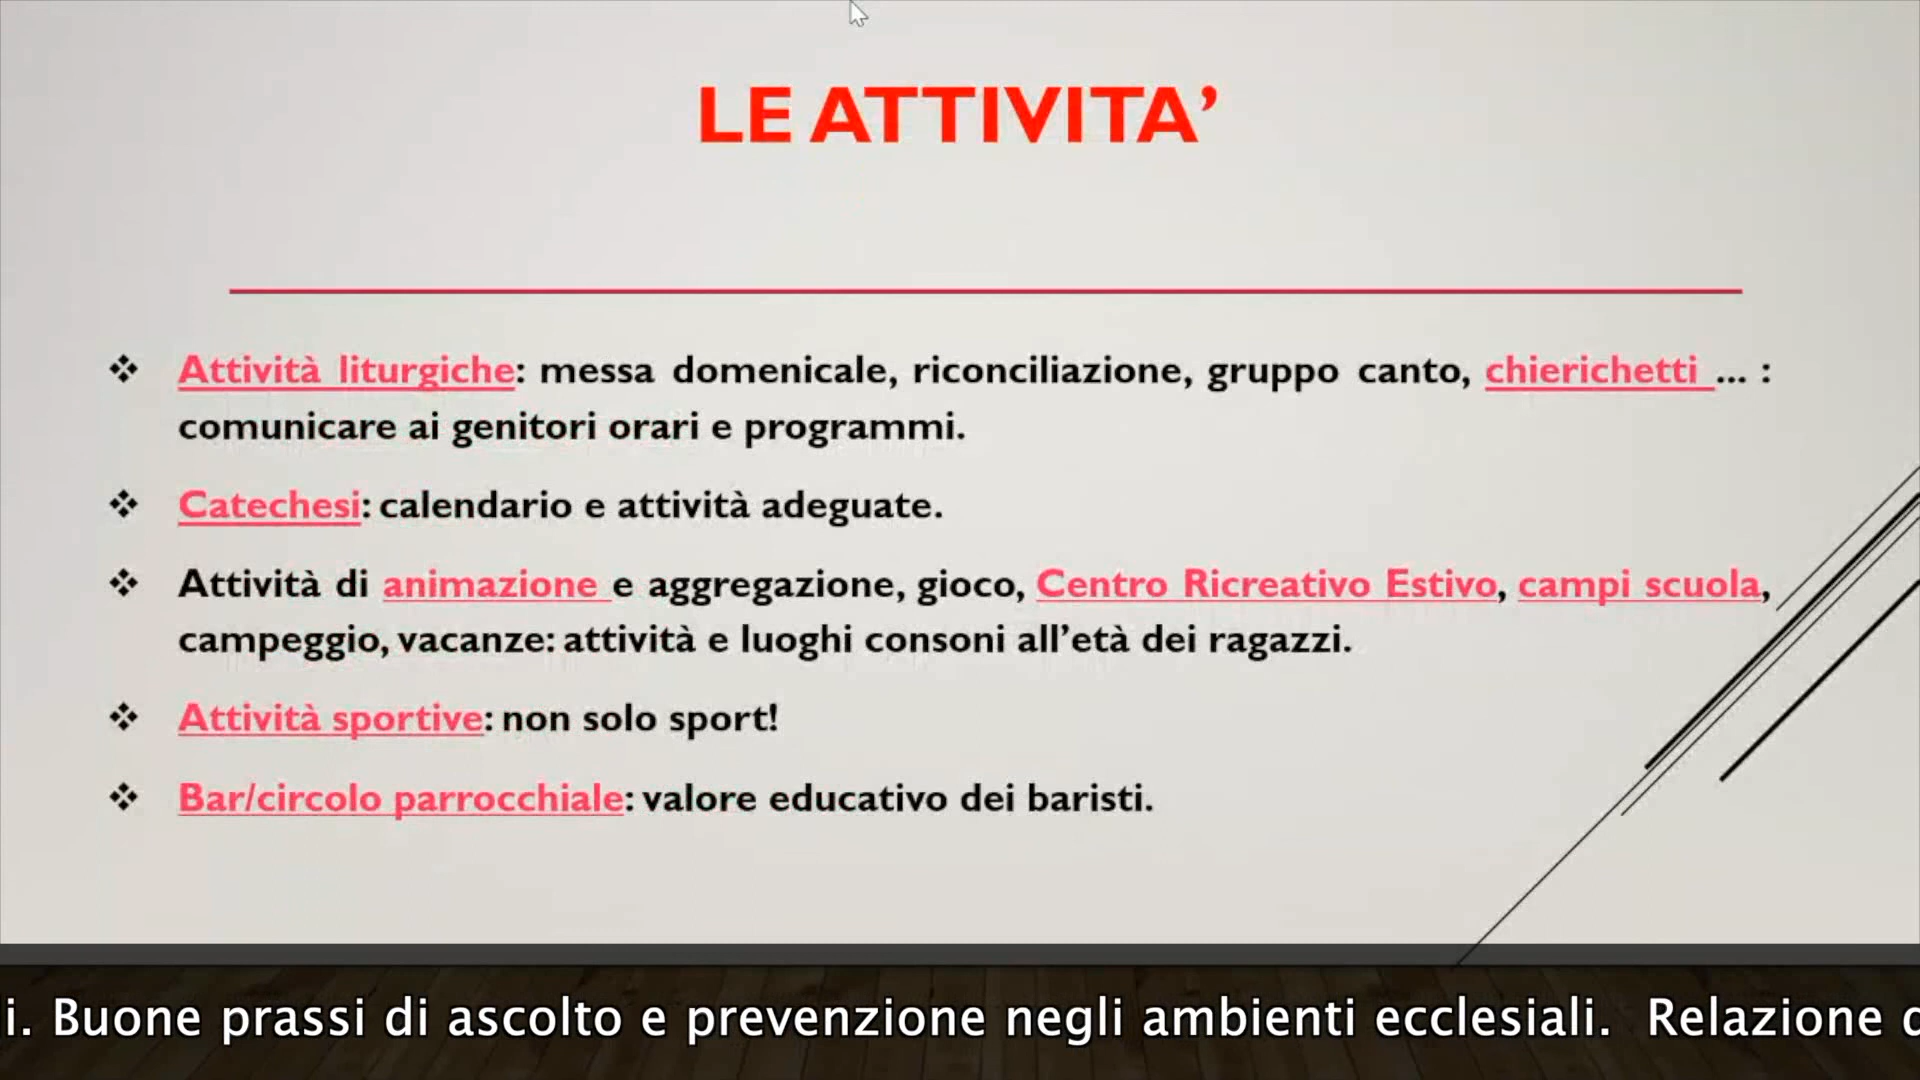 LE ATTIVITA’
Attività liturgiche: messa domenicale, riconciliazione, gruppo canto, chierichetti ... :
comunicare ai genitori orari e programmi.
Catechesi: calendario e attività adeguate.
Attività di animazione e aggregazione, gioco, Centro Ricreativo Estivo, campi scuola,
campeggio, vacanze: attività e luoghi consoni all’età dei ragazzi.
Attività sportive: non solo sport!
Bar/circolo parrocchiale: valore educativo dei baristi.
i. Buone prassi di ascolto e prevenzione negli ambienti ecclesiali. Relazione